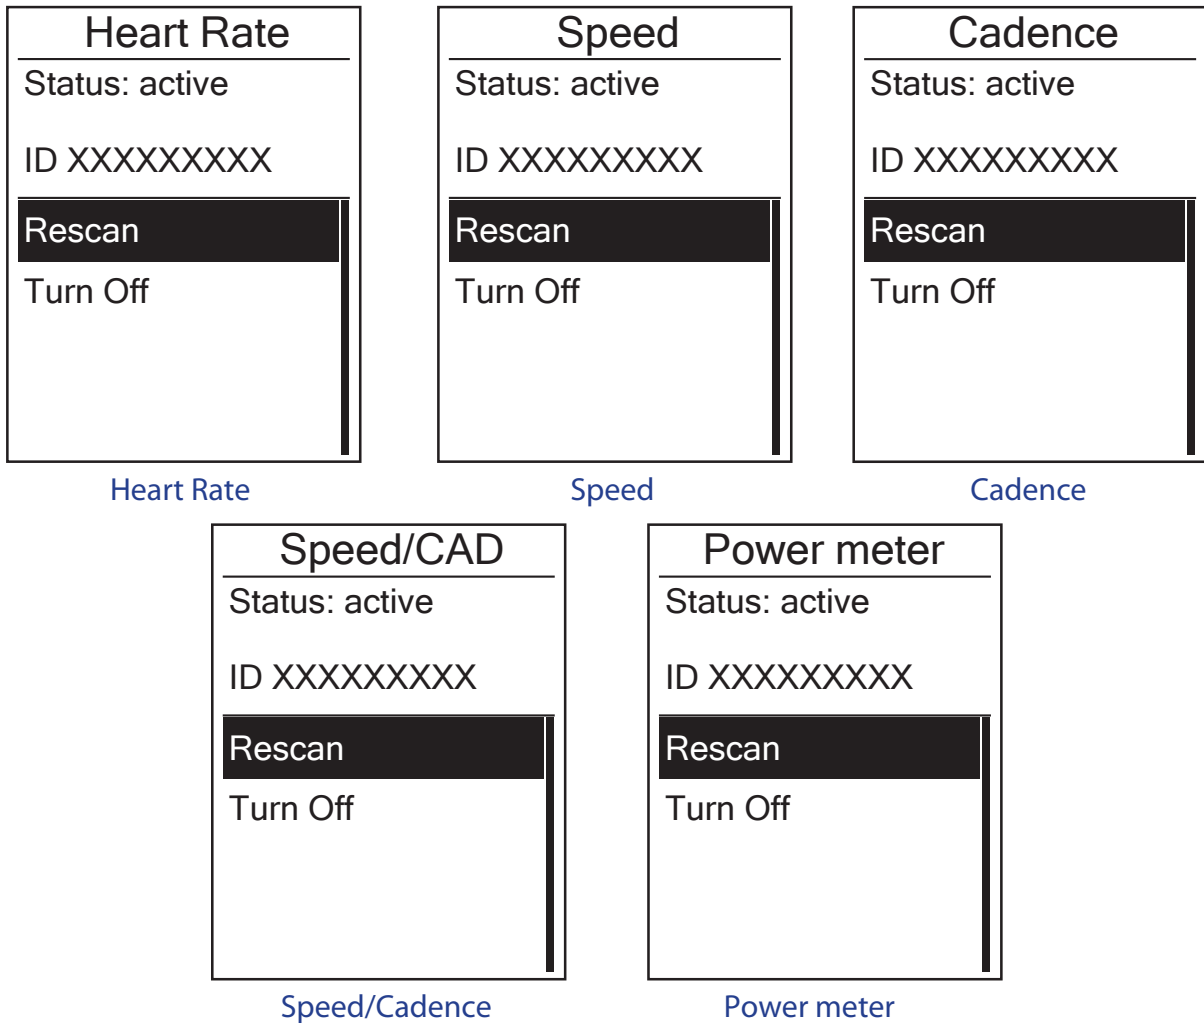 Heart Rate
Status: active
ID XXXXXXXXX
Rescan
Turn Off
Heart Rate
Speed
Status: active
ID XXXXXXXXX
Rescan
Turn Off
Speed
Cadence
Status: active
ID XXXXXXXXX
Rescan
Turn Off
Cadence
Speed/CAD
Status: active
ID XXXXXXXXX
Rescan
Turn Off
Speed/Cadence
Power meter
Status: active
ID XXXXXXXXX
Rescan
Turn Off
Power meter